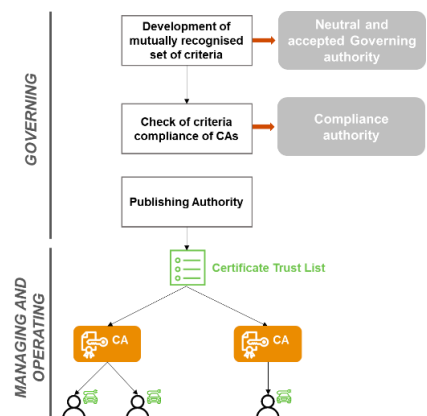 Development of
mutually recognised
set of criteria
Neutral and
accepted Governing
authority
Check of criteria
compliance of CAs
Compliance
authority
GOVERNING
Publishing Authority
Certificate Trust List
MANAGING AND
OPERATING
CA
CA